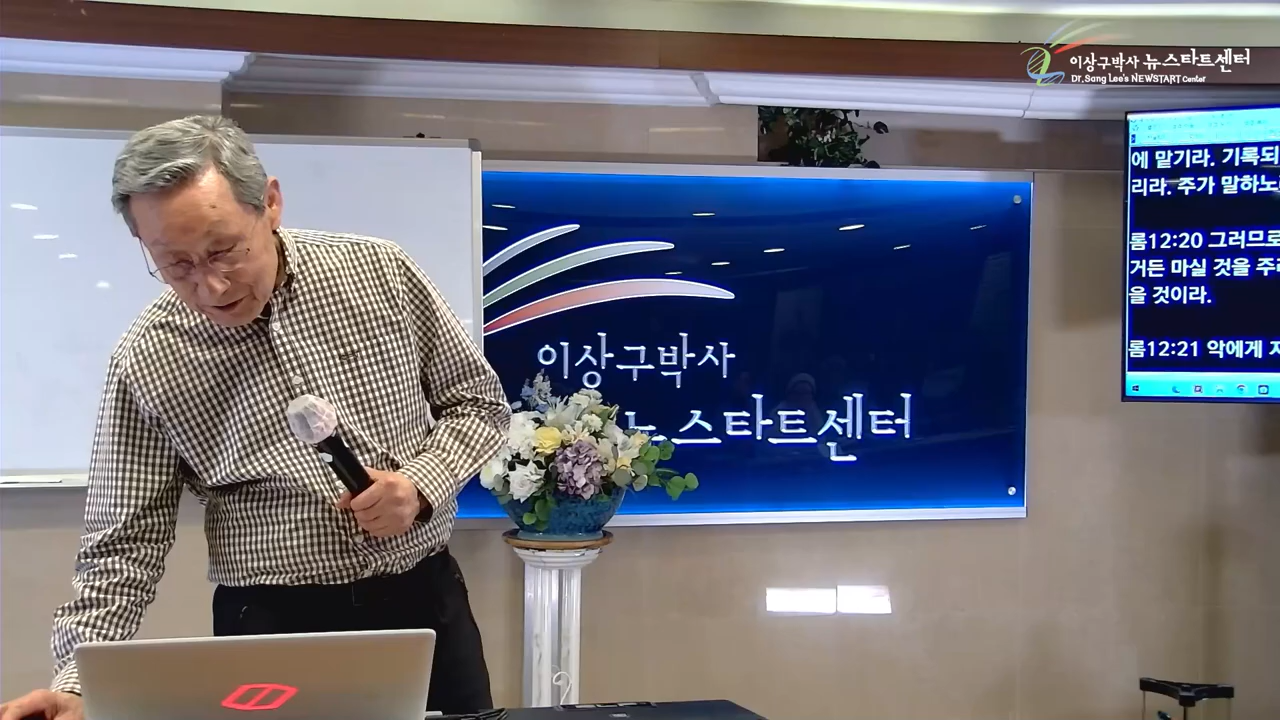 이상구박사 뉴스타트센터
Dr. Sang Lee's NEWSTART Center
에 맡기라. 기록되
리라. 주가 말하노
롬12:20 그러므로
거든 마실 것을 주
을 것이라.
롬12:21 악에게 지
이상구박사
뉴스타트센터